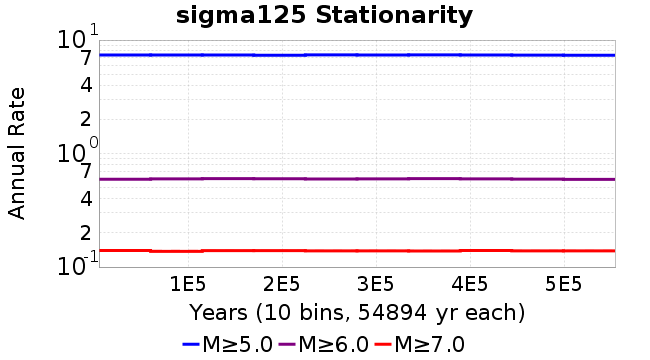 sigma125 Stationarity
Annual Rate
10^1
7
4
2
10^0
7
4
2
10^-1
1E5 2E5 3E5 4E5 5E5
Years (10 bins, 54894 yr each)
M≥5.0 M≥6.0 M≥7.0